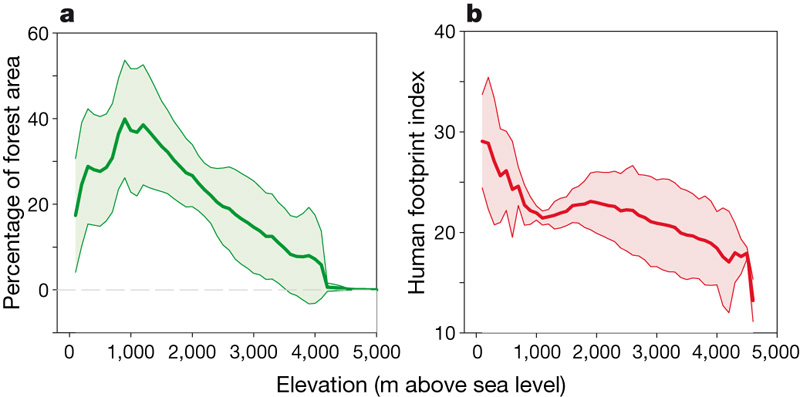 a
b
Percentage of forest area
60
40
20
0
0 1,000 2,000 3,000 4,000 5,000
Human footprint index
40
30
20
10
0 1,000 2,000 3,000 4,000 5,000
Elevation (m above sea level)